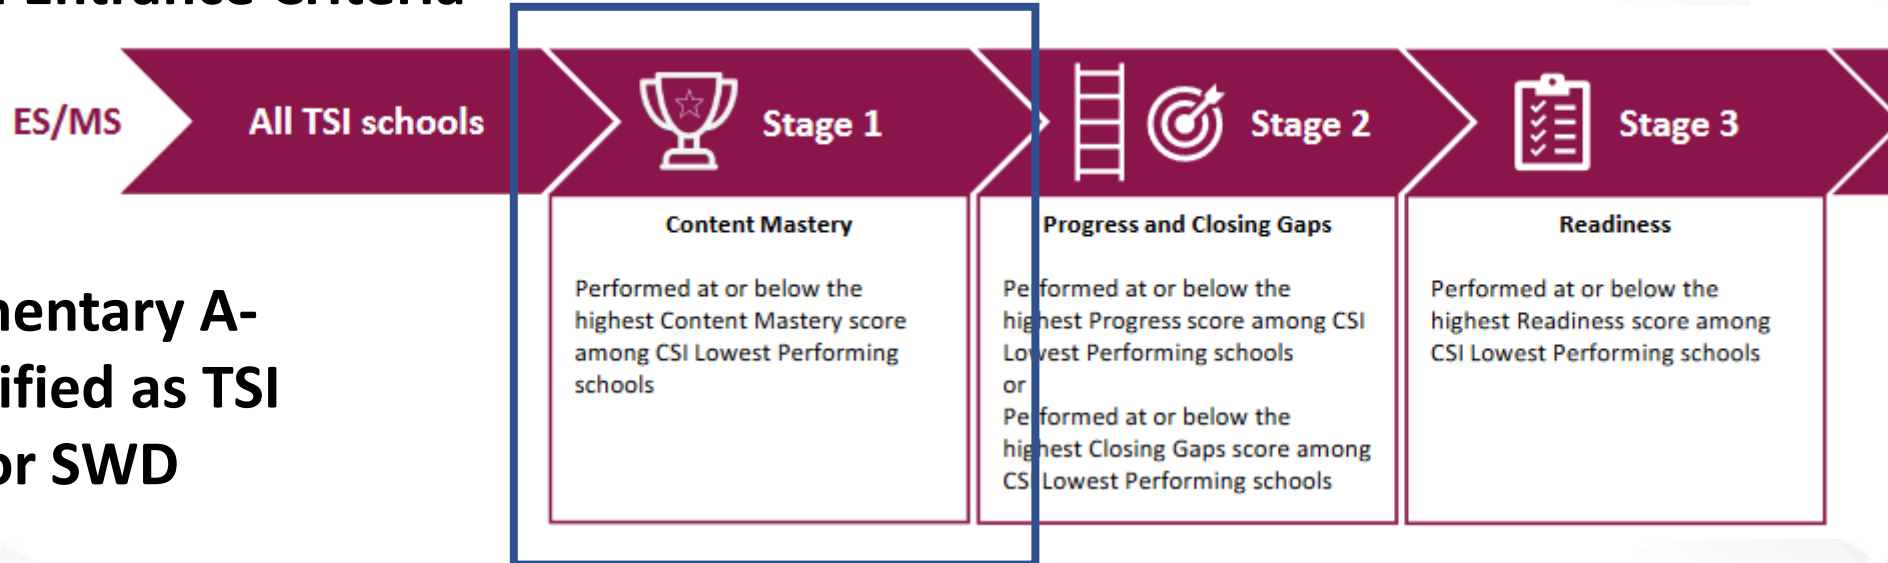 Entrance Criteria
ES/MS
All TSI schools
Stage 1
Stage 2
Stage 3
Content Mastery
Performed at or below the
highest Content Mastery score
among CSI Lowest Performing
schools
Progress and Closing Gaps
Performed at or below the
highest Progress score among CSI
Lowest Performing schools
or
Performed at or below the
highest Closing Gaps score among
CSI Lowest Performing schools
Readiness
Performed at or below the
highest Readiness score among
CSI Lowest Performing schools
mentary A-
ified as TSI
or SWD